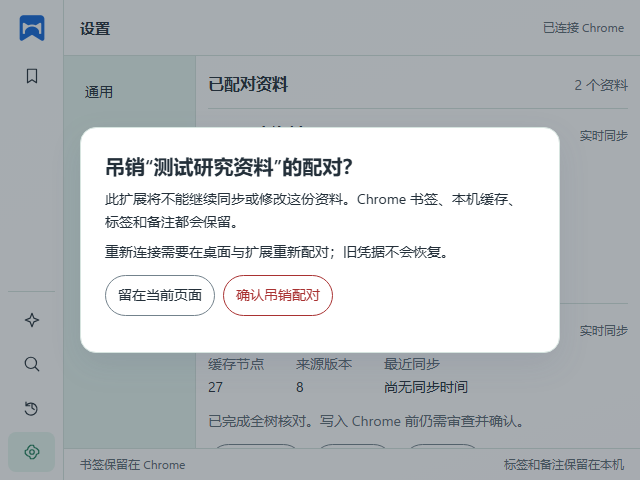 设置
已连接 Chrome
通用
已配对资料
2 个资料
实时同步
吊销“测试研究资料”的配对？
此扩展将不能继续同步或修改这份资料。Chrome 书签、本机缓存、
标签和备注都会保留。
重新连接需要在桌面与扩展重新配对；旧凭据不会恢复。
留在当前页面
确认吊销配对
实时同步
缓存节点
来源版本
最近同步
27
8
尚无同步时间
已完成全树核对。写入 Chrome 前仍需审查并确认。
书签保留在 Chrome
标签和备注保留在本机